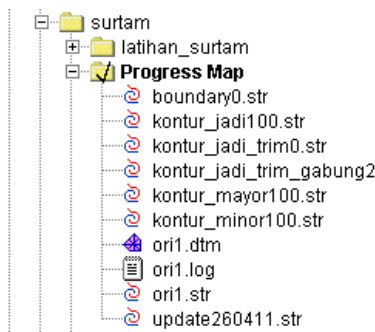 surtam
latihan_surtam
Progress Map
boundary0.str
kontur_jadi100.str
kontur_jadi_trim0.str
kontur_jadi_trim_gabung2
kontur_mayor100.str
kontur_minor100.str
ori1.dtm
ori1.log
ori1.str
update260411.str